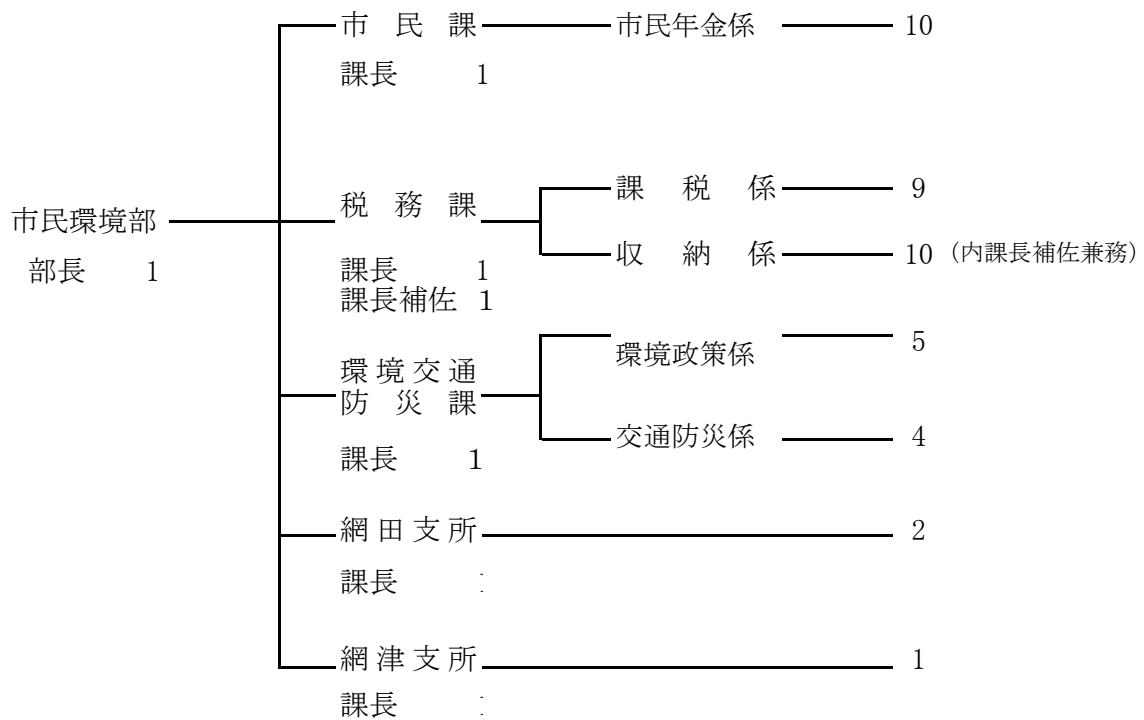 市民課 市民年金係 10
課長 1
税務課 課税係 9
収納係 10 (内課長補佐兼務)
市民環境部
部長 1
課長 1
課長補佐 1
環境交通
防災課
環境政策係 5
交通防災係 4
課長 1
網田支所 2
課長
網津支所 1
課長